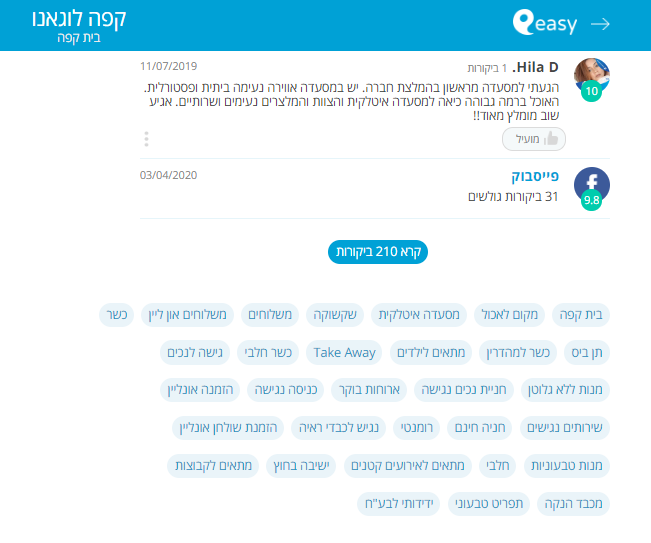 קפה לוגאנו
בית קפה
easy
Hila D. 1 ביקורות
11/07/2019
10
הגעתי למסעדה מראשון בהמלצת חברה. יש במסעדה אווירה נעימה ביתית ופסטורלית.
האוכל ברמה גבוהה כיאה למסעדה איטלקית והצוות והמלצרים נעימים ושרותיים. אגיע
שוב מומלץ מאוד!!
מועיל
פייסבוק
03/04/2020
9.8
31 ביקורות גולשים
קרא 210 ביקורות
בית קפה מקום לאכול מסעדה איטלקית שקשוקה משלוחים משלוחים און ליין כשר
תן ביס כשר למהדרין מתאים לילדים Take Away כשר חלבי גישה לנכים
מנות ללא גלוטן חניית נכים נגישה ארוחות בוקר כניסה נגישה הזמנה אונליין
שירותים נגישים חניה חינם רומנטי נגיש לכבדי ראיה הזמנת שולחן אונליין
מנות טבעוניות חלבי מתאים לאירועים קטנים ישיבה בחוץ מתאים לקבוצות
מכבד הנקה תפריט טבעוני ידידותי לבע"ח